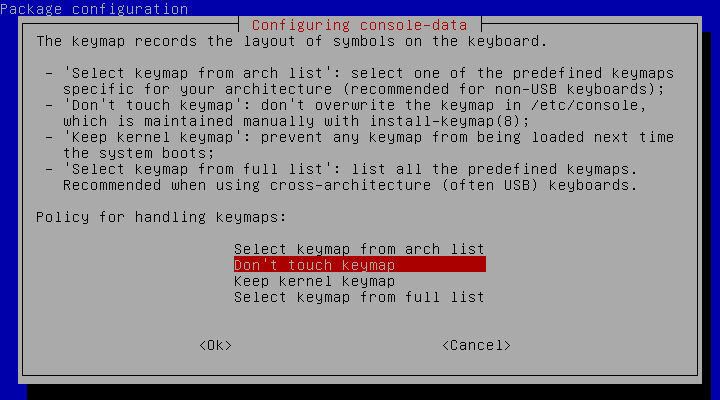 Package configuration
Configuring console-data
The keymap records the layout of symbols on the keyboard.
- 'Select keymap from arch list': select one of the predefined keymaps
specific for your architecture (recommended for non-USB keyboards);
- 'Don't touch keymap': don't overwrite the keymap in /etc/console,
which is maintained manually with install-keymap(8);
- 'Keep kernel keymap': prevent any keymap from being loaded next time
the system boots;
- 'Select keymap from full list': list all the predefined keymaps.
Recommended when using cross-architecture (often USB) keyboards.
Policy for handling keymaps:
Select keymap from arch list
Don't touch keymap
Keep kernel keymap
Select keymap from full list
<Ok> <Cancel>